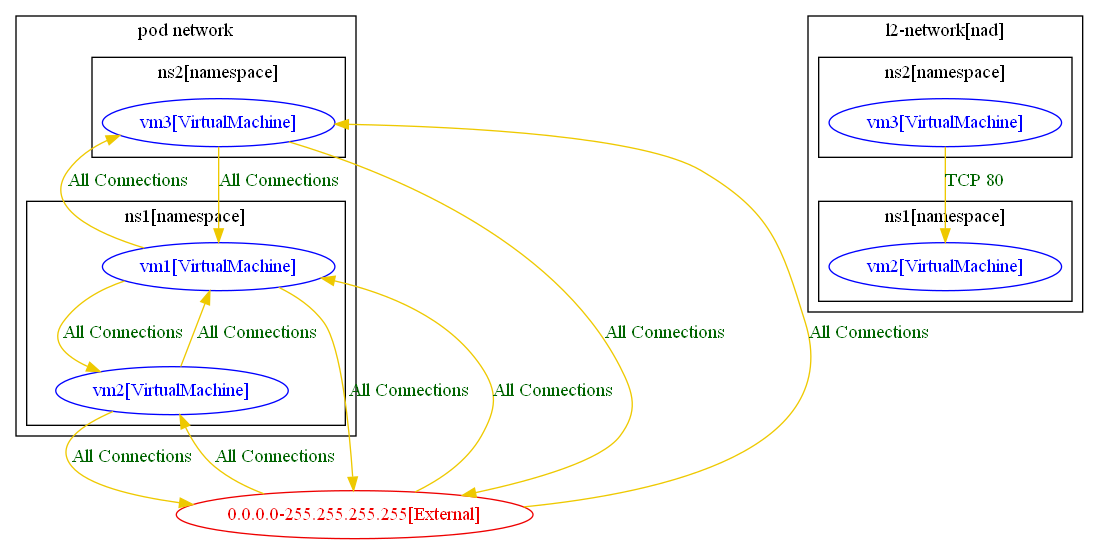 pod network
l2-network[nad]
ns2[namespace]
ns2[namespace]
vm3[VirtualMachine]
vm3[VirtualMachine]
All Connections
All Connections
TCP 80
ns1[namespace]
ns1[namespace]
vm1[VirtualMachine]
vm2[VirtualMachine]
All Connections
All Connections
All Connections
All Connections
vm2[VirtualMachine]
All Connections
All Connections
All Connections
All Connections
0.0.0.0-255.255.255.255[External]